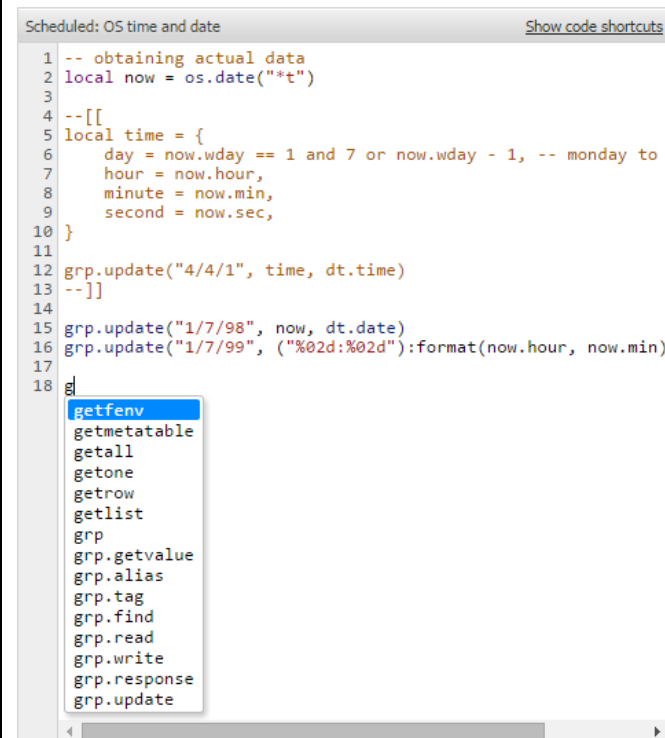 Scheduled: OS time and date Show code shortcuts
1 -- obtaining actual data
2 local now = os.date("*t")
3
4 --[[
5 local time = {
6     day = now.wday == 1 and 7 or now.wday - 1, -- monday to
7     hour = now.hour,
8     minute = now.min,
9     second = now.sec,
10 }
11
12 grp.update("4/4/1", time, dt.time)
13 --]]
14
15 grp.update("1/7/98", now, dt.date)
16 grp.update("1/7/99", ("%02d:%02d"):format(now.hour, now.min)
17
18 g
getfenv
getmetatable
getall
getone
getrow
getlist
grp
grp.getvalue
grp.alias
grp.tag
grp.find
grp.read
grp.write
grp.response
grp.update